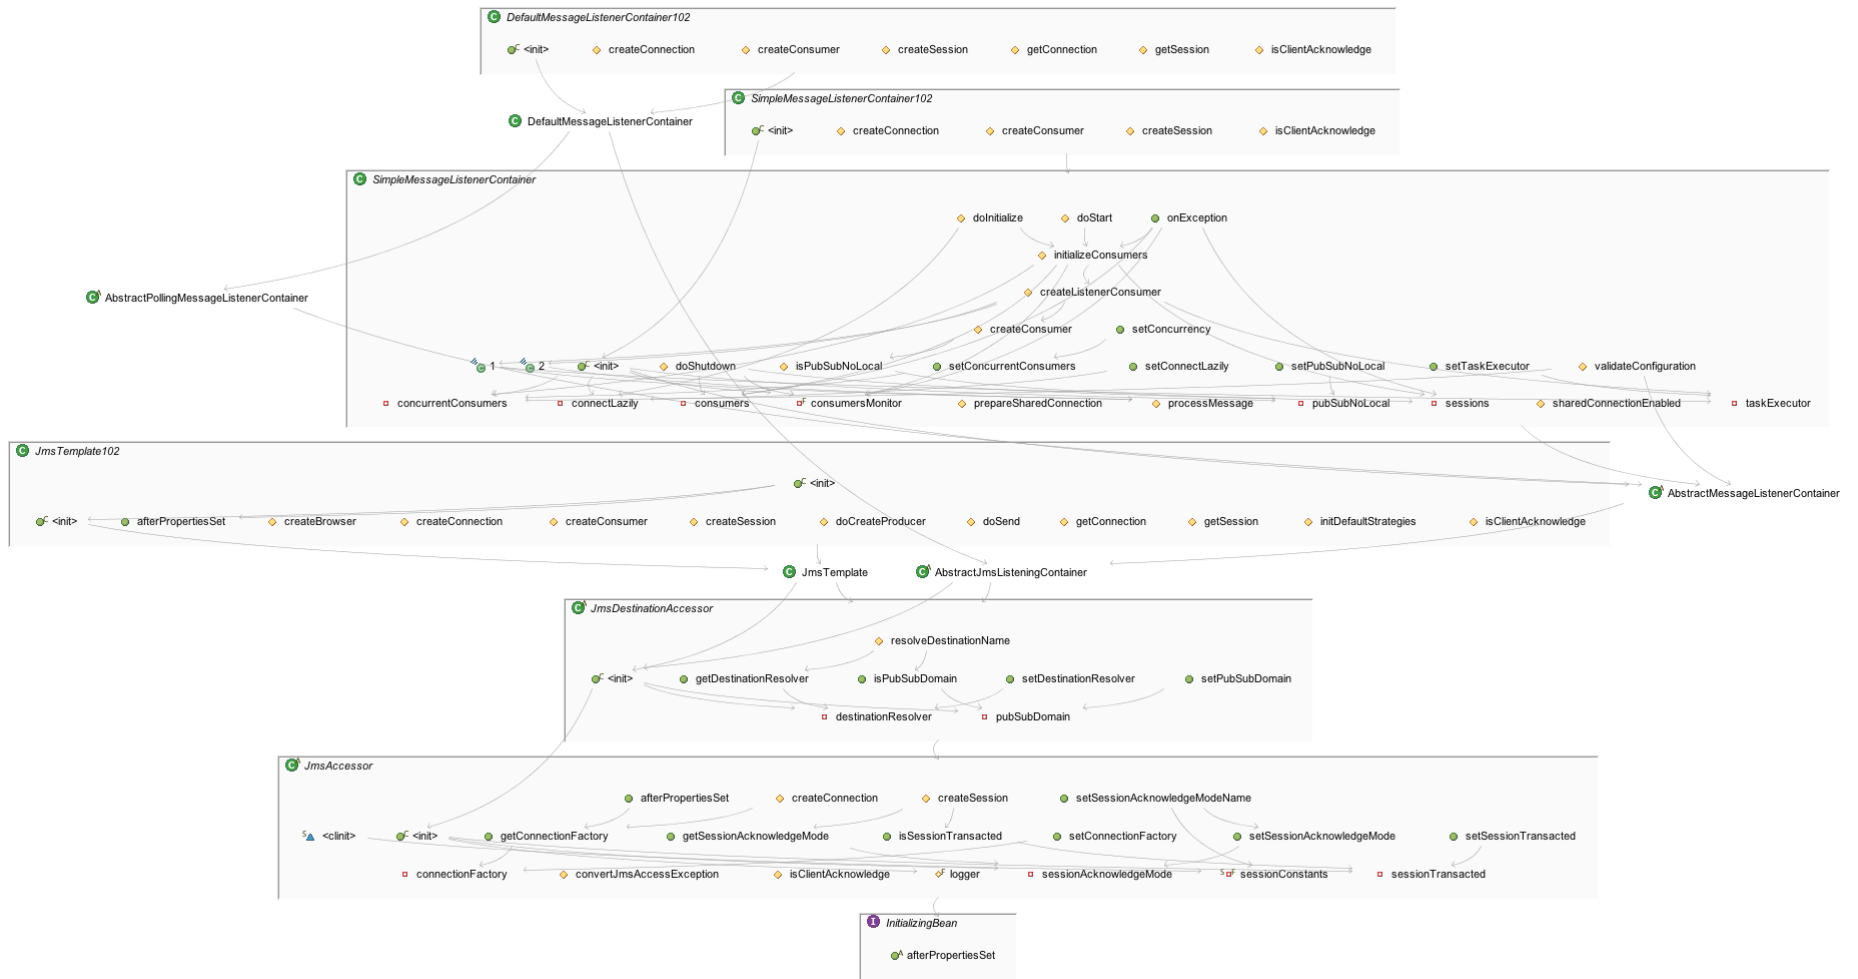 DefaultMessageListenerContainer102
<init> createConnection createConsumer createSession getConnection getSession isClientAcknowledge
SimpleMessageListenerContainer102
DefaultMessageListenerContainer
<init> createConnection createConsumer createSession isClientAcknowledge
SimpleMessageListenerContainer
doInitialize doStart onException
initializeConsumers
createListenerConsumer
AbstractPollingMessageListenerContainer
createConsumer setConcurrency
1 2 <init> doShutdown isPubSubNoLocal setConcurrentConsumers setConnectLazily setPubSubNoLocal setTaskExecutor validateConfiguration
concurrentConsumers connectLazily consumers consumersMonitor prepareSharedConnection processMessage pubSubNoLocal sessions sharedConnectionEnabled taskExecutor
JmsTemplate102
<init>
AbstractMessageListenerContainer
<init> afterPropertiesSet createBrowser createConnection createConsumer createSession doCreateProducer doSend getConnection getSession initDefaultStrategies isClientAcknowledge
JmsTemplate AbstractJmsListeningContainer
JmsDestinationAccessor
resolveDestinationName
<init> getDestinationResolver isPubSubDomain setDestinationResolver setPubSubDomain
destinationResolver pubSubDomain
JmsAccessor
afterPropertiesSet createConnection createSession setSessionAcknowledgeModeName
<clinit> <init> getConnectionFactory getSessionAcknowledgeMode isSessionTransacted setConnectionFactory setSessionAcknowledgeMode setSessionTransacted
connectionFactory convertJmsAccessException isClientAcknowledge logger sessionAcknowledgeMode sessionConstants sessionTransacted
InitializingBean
afterPropertiesSet